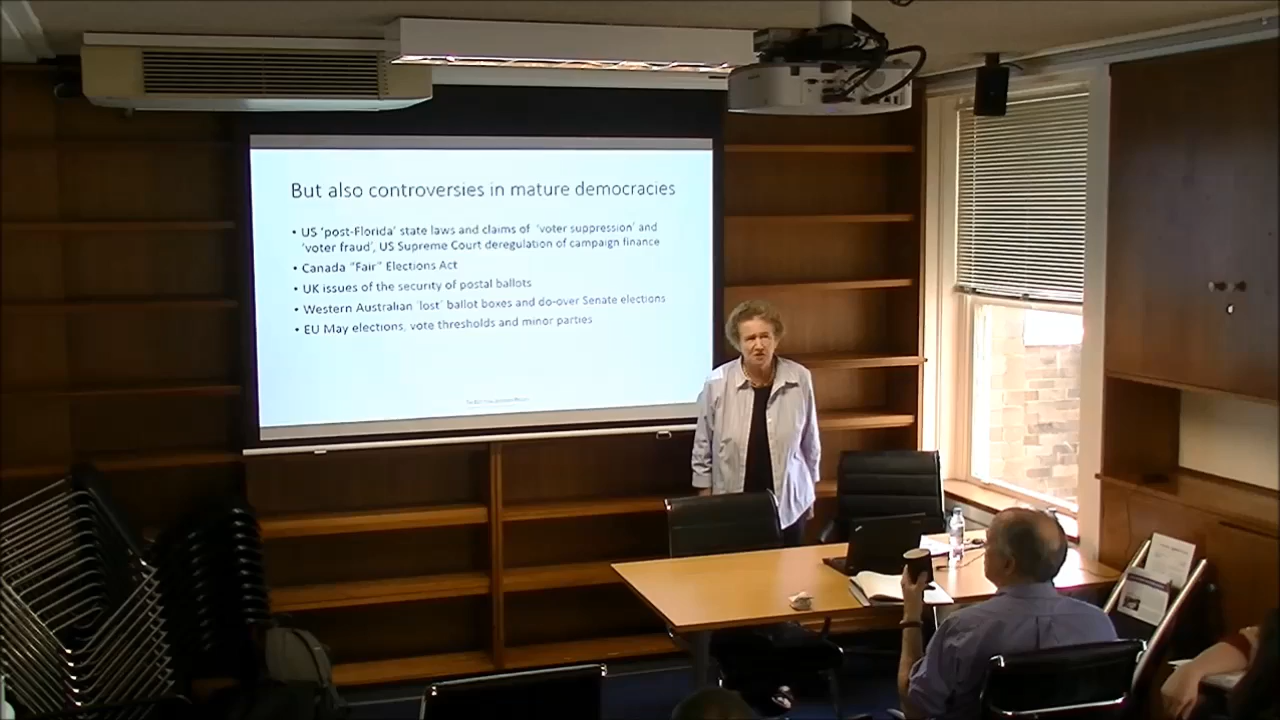 But also controversies in mature democracies
• US 'post-Florida' state laws and claims of 'voter suppression' and
'voter fraud', US Supreme Court deregulation of campaign finance
• Canada "Fair" Elections Act
• UK issues of the security of postal ballots
• Western Australian 'lost' ballot boxes and do-over Senate elections
• EU May elections, vote thresholds and minor parties